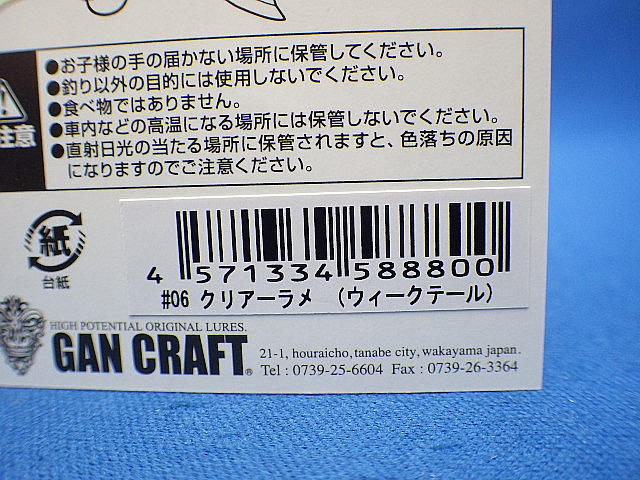 ●お子様の手の届かない場所に保管してください。
●釣り以外の目的には使用しないでください。
●食べ物ではありません。
●車内などの高温になる場所には保管しないでください。
●直射日光の当たる場所に保管されますと、色落ちの原因
になりますのでご注意ください。
注意
紙
台紙
4 571334 588800
#06 クリアーラメ (ウィークテール)
HIGH POTENTIAL ORIGINAL LURES.
GAN CRAFT®
21-1, houraicho, tanabe city, wakayama japan.
Tel : 0739-25-6604 Fax : 0739-26-3364